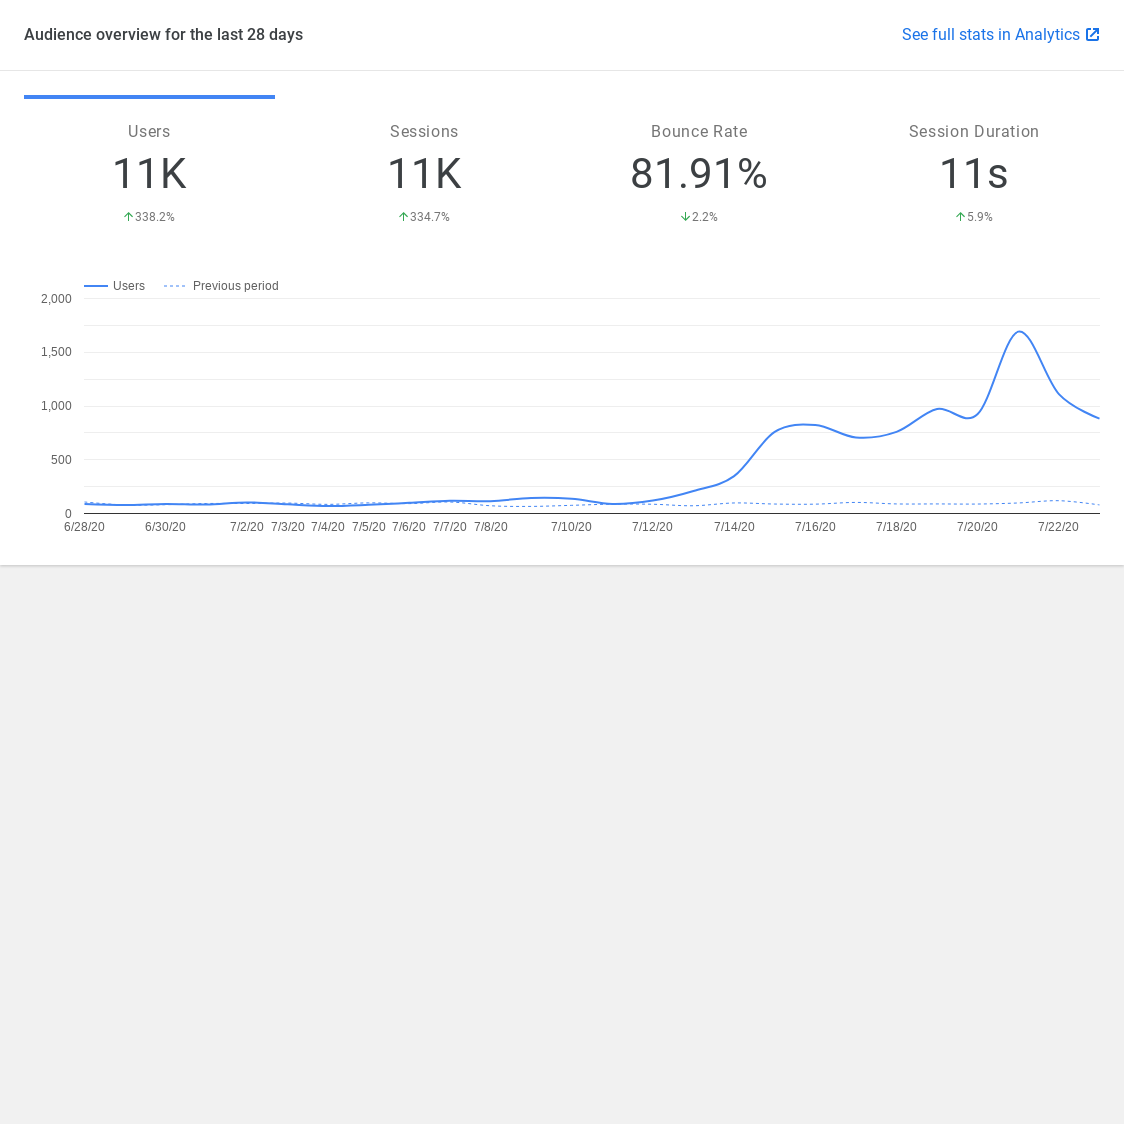 Audience overview for the last 28 days
See full stats in Analytics
Users
Sessions
Bounce Rate
Session Duration
11K
11K
81.91%
11s
338.2%
334.7%
2.2%
5.9%
Users
Previous period
2,000
1,500
1,000
500
0
6/28/20
6/30/20
7/2/20
7/3/20
7/4/20
7/5/20
7/6/20
7/7/20
7/8/20
7/10/20
7/12/20
7/14/20
7/16/20
7/18/20
7/20/20
7/22/20